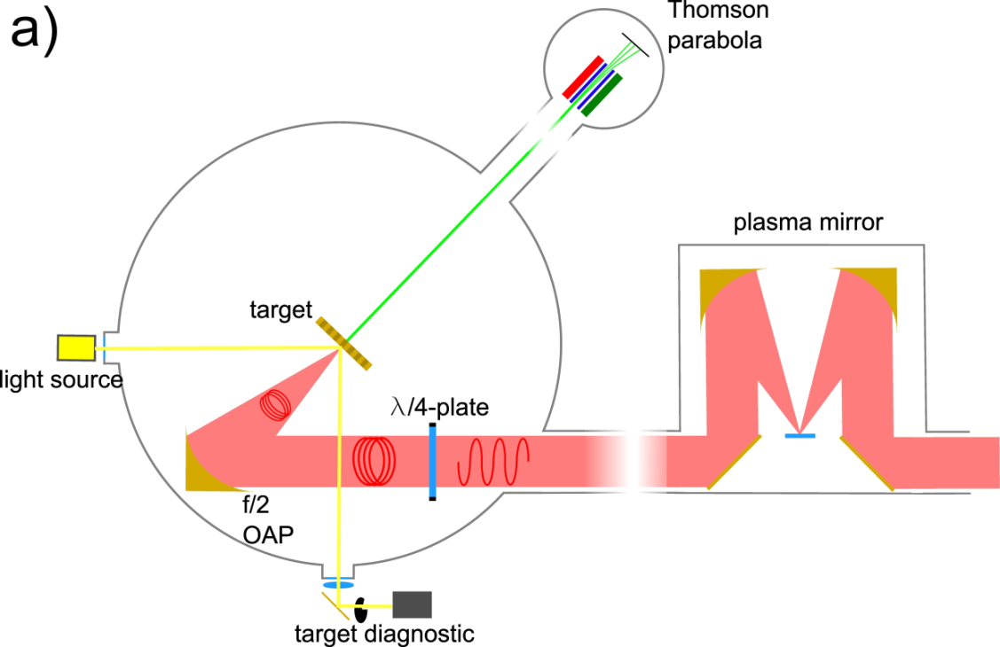 a)
Thomson
parabola
plasma mirror
target
light source
λ/4-plate
f/2
OAP
target diagnostic